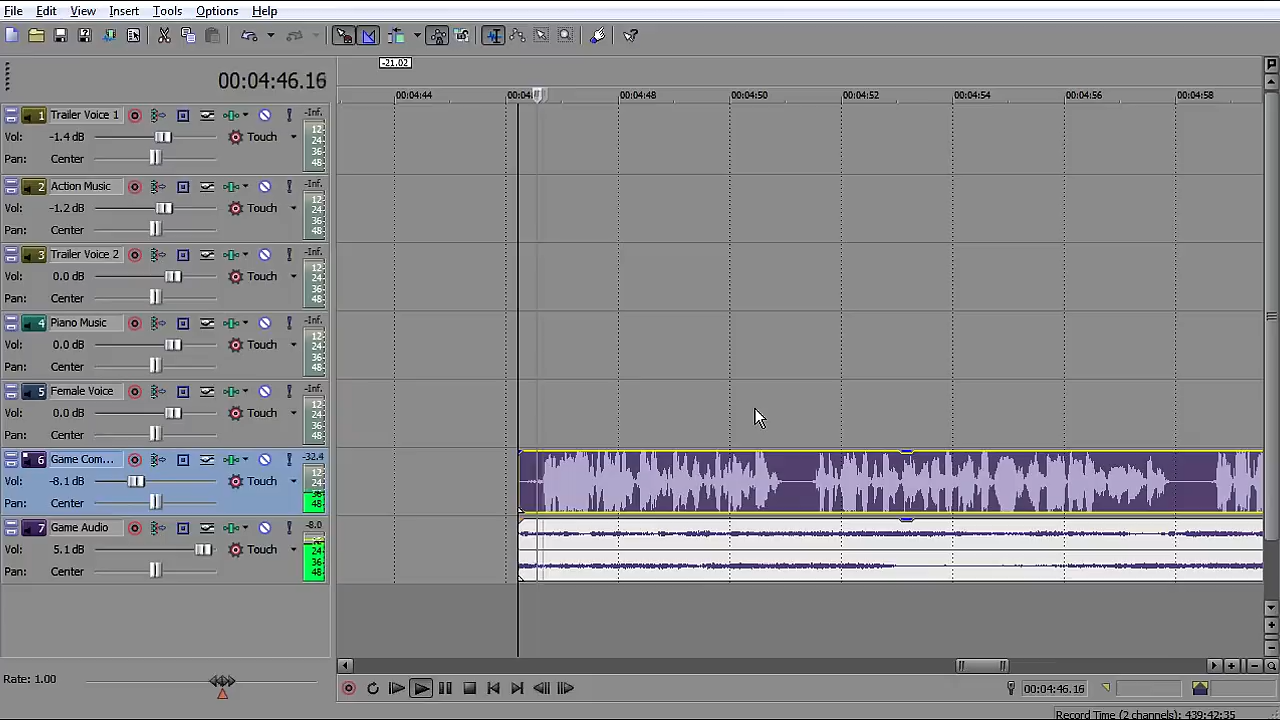 File Edit View Insert Tools Options Help
-21.02
00:04:46.16
00:04:44 00:04: 00:04:48 00:04:50 00:04:52 00:04:54 00:04:56 00:04:58
1 Trailer Voice 1 -Inf.
Vol: -1.4 dB Touch
Pan: Center
12 24 36 48
2 Action Music -Inf.
Vol: -1.2 dB Touch
Pan: Center
12 24 36 48
3 Trailer Voice 2 -Inf.
Vol: 0.0 dB Touch
Pan: Center
12 24 36 48
4 Piano Music -Inf.
Vol: 0.0 dB Touch
Pan: Center
12 24 36 48
5 Female Voice -Inf.
Vol: 0.0 dB Touch
Pan: Center
12 24 36 48
6 Game Com... -32.4
Vol: -8.1 dB Touch
Pan: Center
12 24 36 48
7 Game Audio -8.0
Vol: 5.1 dB Touch
Pan: Center
24 36 48
Rate: 1.00
00:04:46.16
Record Time (2 channels): 439:42:35